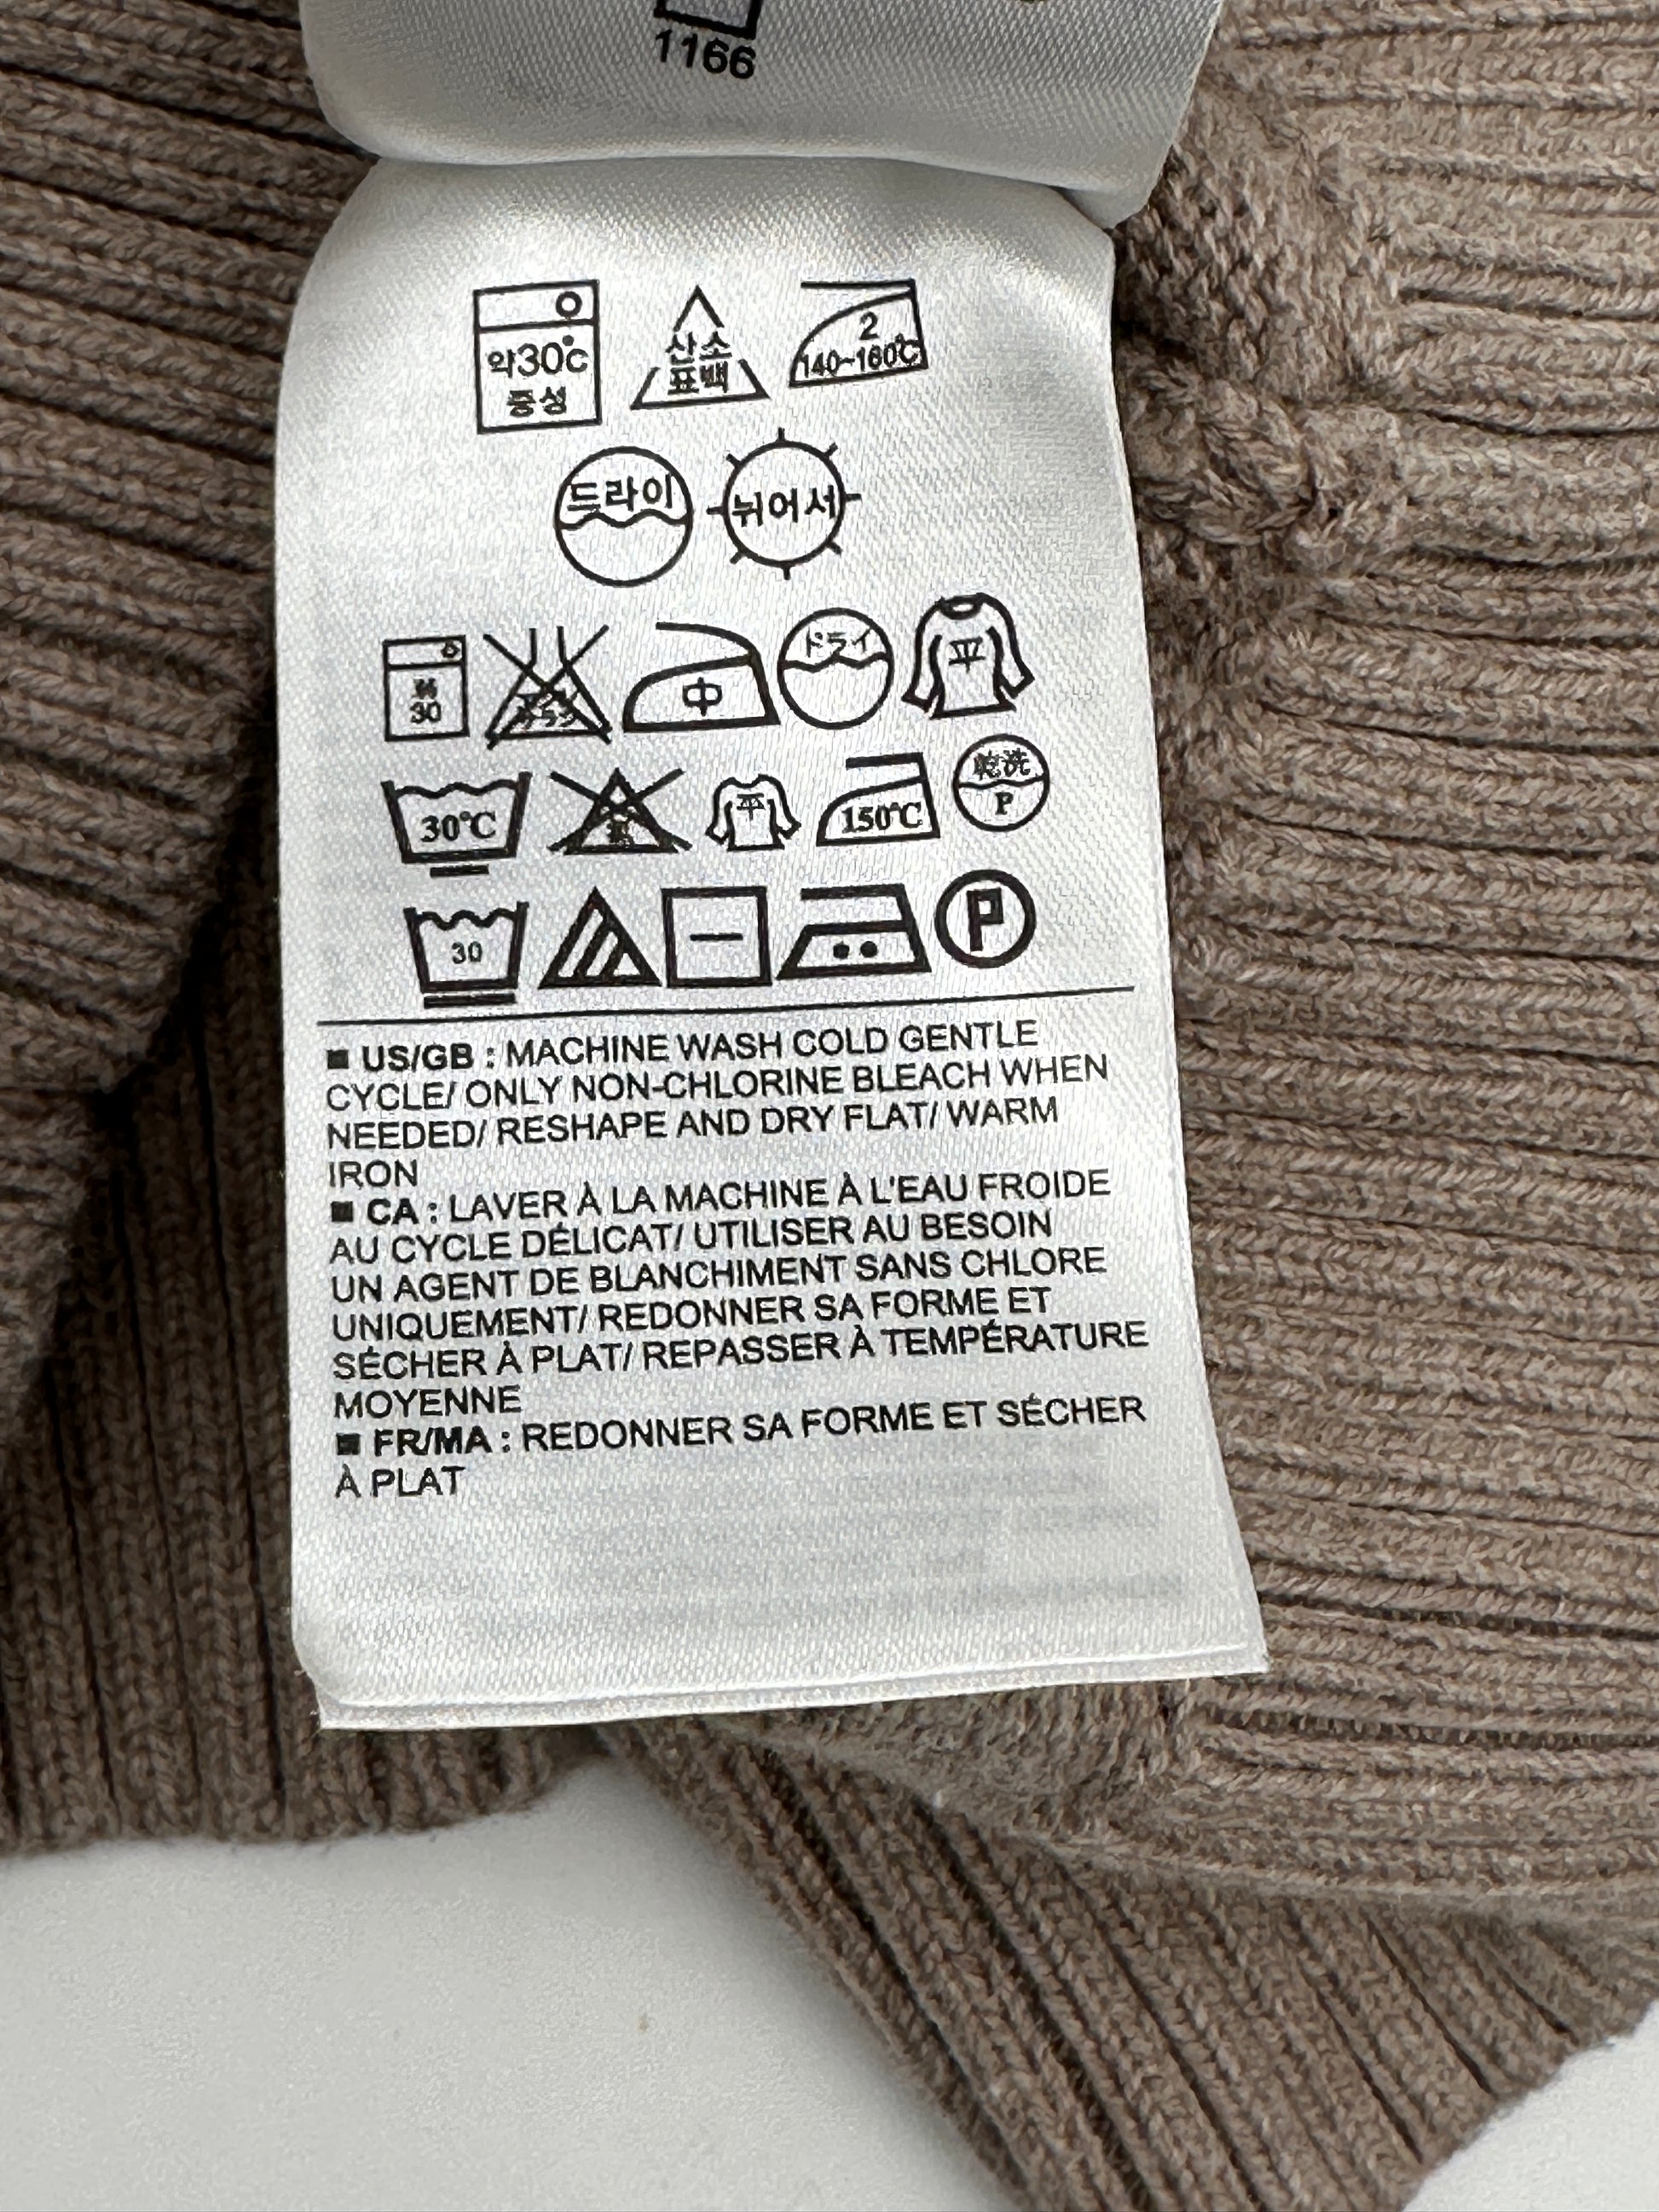 1166
약30℃
중성
산소
표백
2
140~160℃
드라이
뉘어서
30
中
ドライ
平
30℃
平
150℃
乾洗
P
30
P
■ US/GB : MACHINE WASH COLD GENTLE
CYCLE/ ONLY NON-CHLORINE BLEACH WHEN
NEEDED/ RESHAPE AND DRY FLAT/ WARM
IRON
■ CA : LAVER À LA MACHINE À L'EAU FROIDE
AU CYCLE DÉLICAT/ UTILISER AU BESOIN
UN AGENT DE BLANCHIMENT SANS CHLORE
UNIQUEMENT/ REDONNER SA FORME ET
SÉCHER À PLAT/ REPASSER À TEMPÉRATURE
MOYENNE
■ FR/MA : REDONNER SA FORME ET SÉCHER
À PLAT